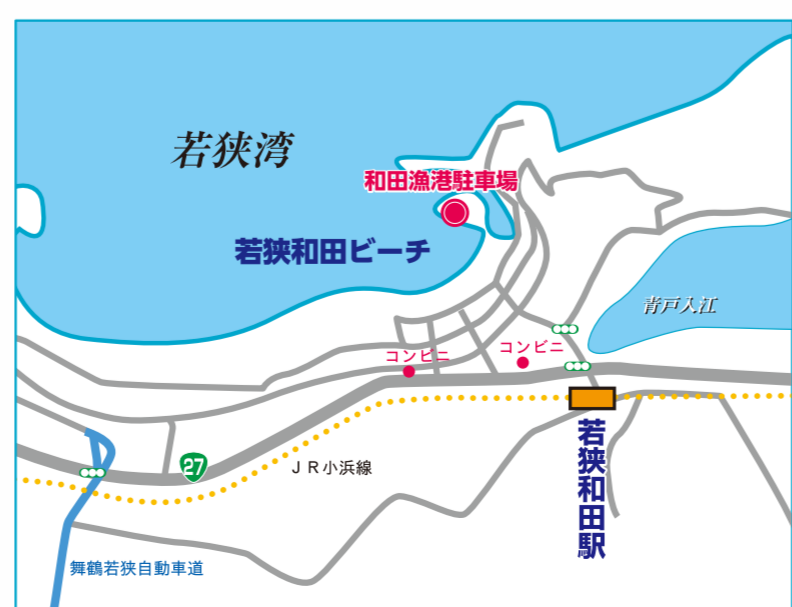 若狭湾
和田漁港駐車場
若狭和田ビーチ
青戸入江
コンビニ
コンビニ
27
ＪＲ小浜線
若狭和田駅
舞鶴若狭自動車道